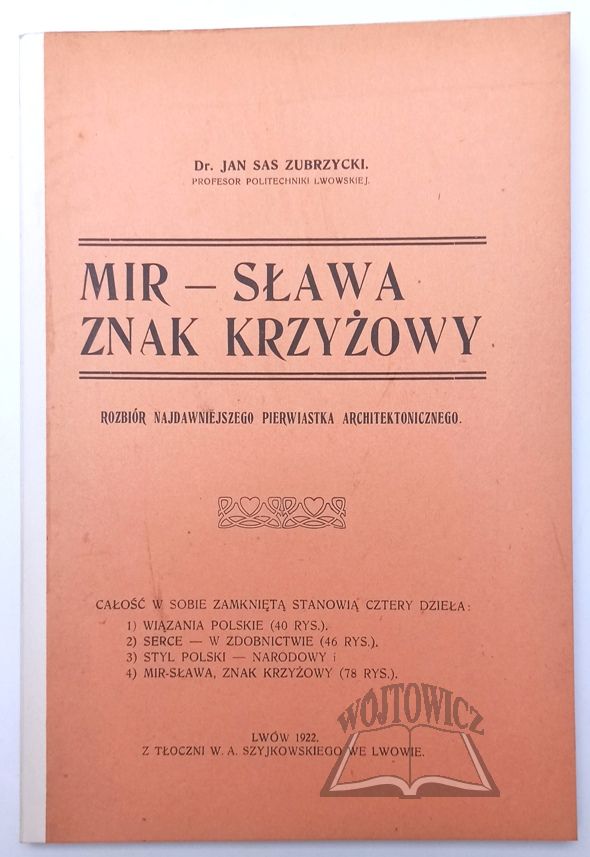 Dr. JAN SAS ZUBRZYCKI.
PROFESOR POLITECHNIKI LWOWSKIEJ.
MIR – SŁAWA
ZNAK KRZYŻOWY
ROZBIÓR NAJDAWNIEJSZEGO PIERWIASTKA ARCHITEKTONICZNEGO.
CAŁOŚĆ W SOBIE ZAMKNIĘTĄ STANOWIĄ CZTERY DZIEŁA:
1) WIĄZANIA POLSKIE (40 RYS.).
2) SERCE — W ZDOBNICTWIE (46 RYS.).
3) STYL POLSKI — NARODOWY i
4) MIR-SŁAWA, ZNAK KRZYŻOWY (78 RYS.).
WÓJTOWICZ
LWÓW 1922.
Z TŁOCZNI W. A. SZYJKOWSKIEGO WE LWOWIE.